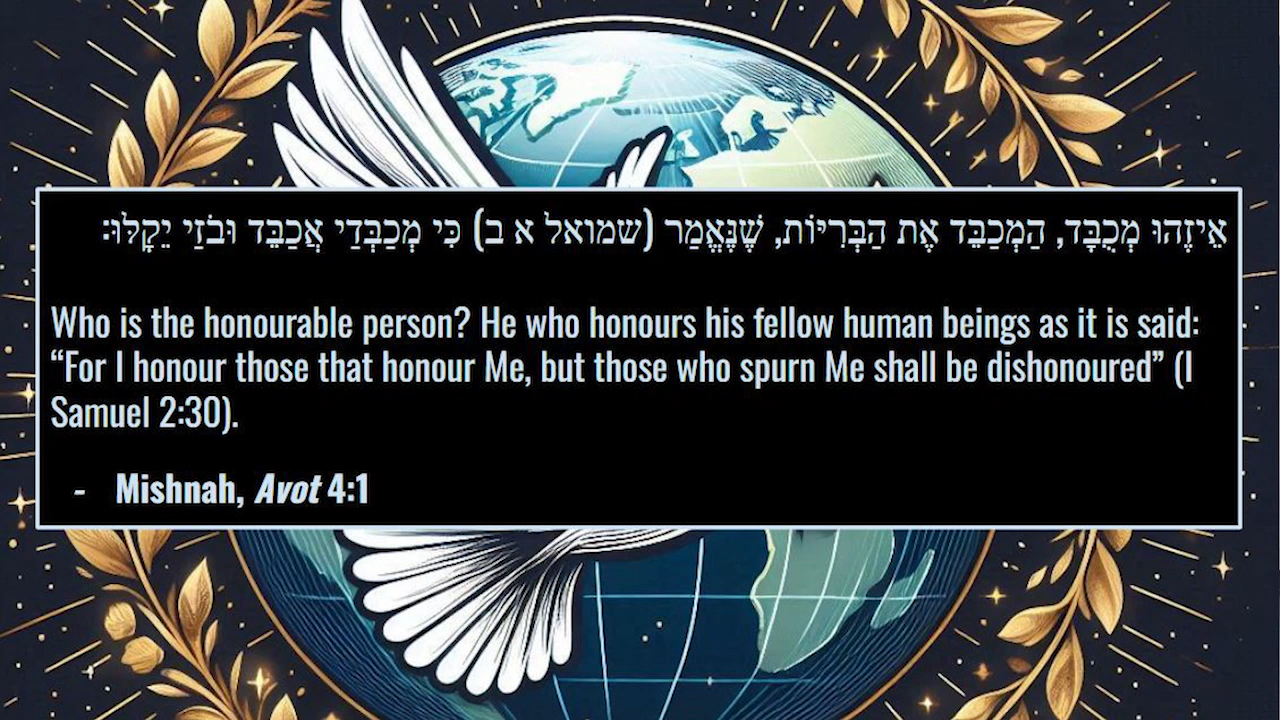 אֵיזֶהוּ מְכֻבָּד, הַמְכַבֵּד אֶת הַבְּרִיּוֹת, שֶׁנֶּאֱמַר (שמואל א ב) כִּי מְכַבְּדַי אֲכַבֵּד וּבֹזַי יֵקָלּוּ:
Who is the honourable person? He who honours his fellow human beings as it is said:
“For I honour those that honour Me, but those who spurn Me shall be dishonoured” (I
Samuel 2:30).
- Mishnah, Avot 4:1